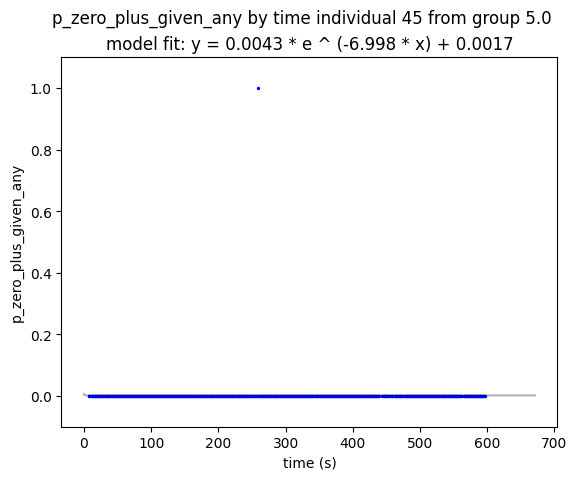 p_zero_plus_given_any by time individual 45 from group 5.0
model fit: y = 0.0043 * e ^ (-6.998 * x) + 0.0017
1.0
0.8
0.6
0.4
0.2
0.0
p_zero_plus_given_any
0 100 200 300 400 500 600 700
time (s)